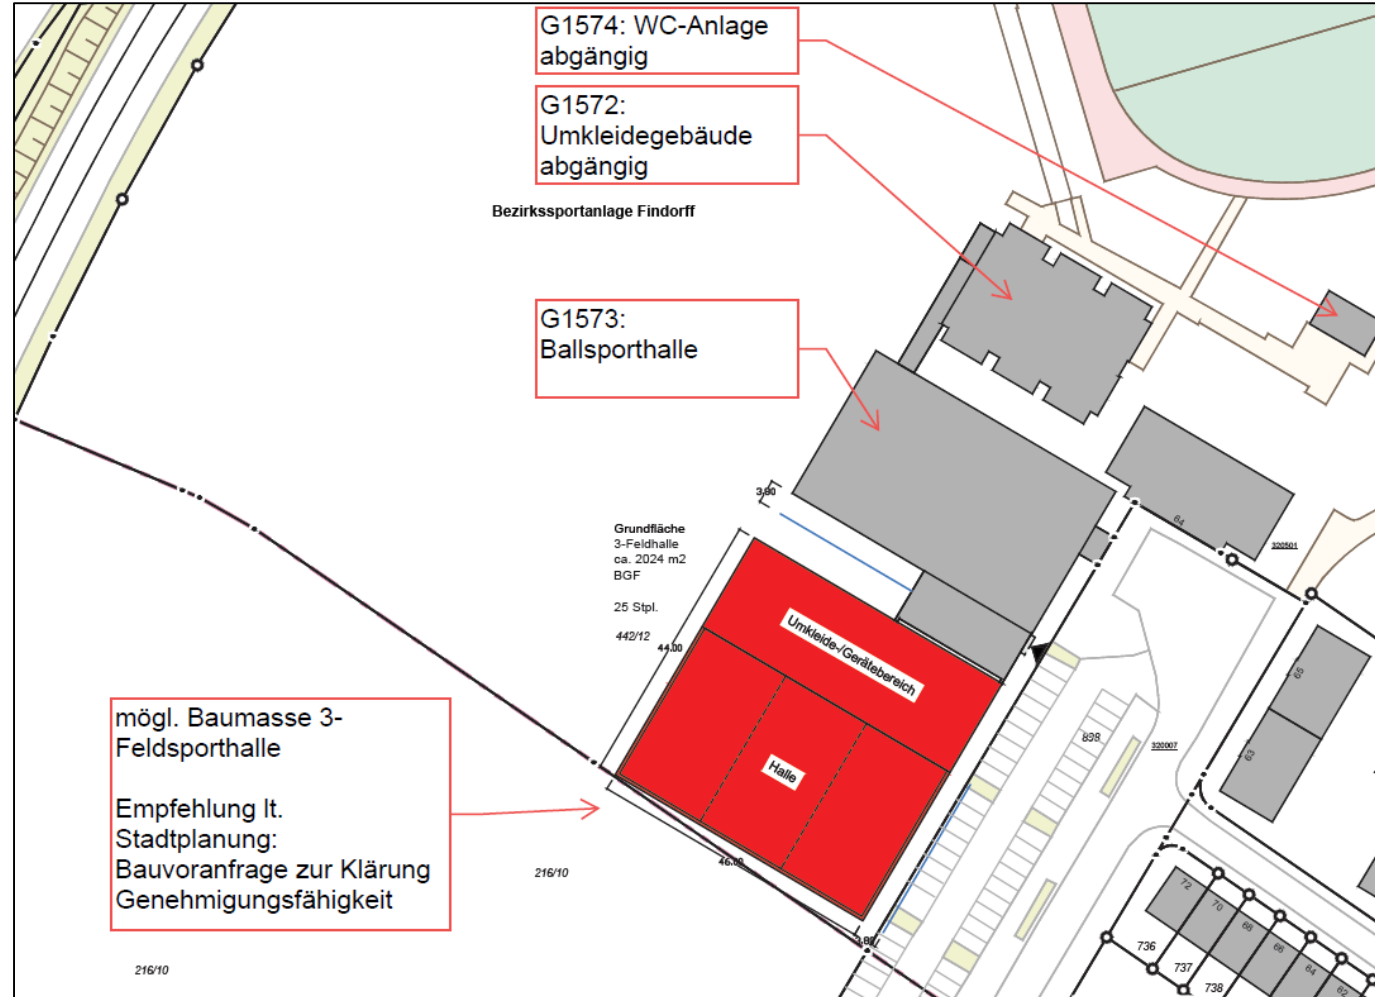 G1574: WC-Anlage
abgängig
G1572:
Umkleidegebäude
abgängig
Bezirkssportanlage Findorff
G1573:
Ballsporthalle
3,90
Grundfläche
3-Feldhalle
ca. 2024 m2
BGF
25 Stpl.
442/12
44.00
Umkleide-/Gerätebereich
Halle
46.00
84
320501
65
63
899
320007
mögl. Baumasse 3-
Feldsporthalle
Empfehlung lt.
Stadtplanung:
Bauvoranfrage zur Klärung
Genehmigungsfähigkeit
216/10
216/10
72
70
68
66
64
62
736
737
738